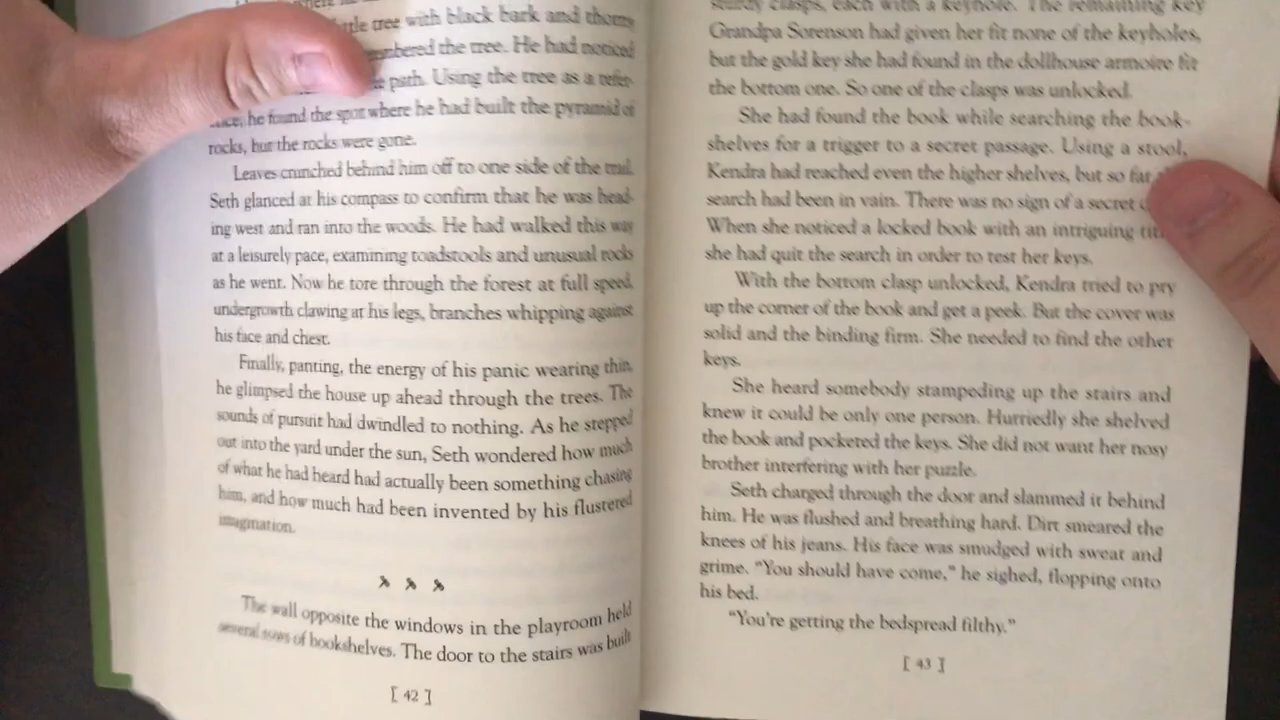 tle tree with black bark and thorny
mbered the tree. He had noticed
path. Using the tree as a refer-
he found the spot where he had built the pyramid of
rocks, but the rocks were gone.
Leaves crunched behind him off to one side of the trail.
Seth glanced at his compass to confirm that he was head-
ing west and ran into the woods. He had walked this way
at a leisurely pace, examining toadstools and unusual rocks
as he went. Now he tore through the forest at full speed,
undergrowth clawing at his legs, branches whipping against
his face and chest.
Finally, panting, the energy of his panic wearing thin,
he glimpsed the house up ahead through the trees. The
sounds of pursuit had dwindled to nothing. As he stepped
out into the yard under the sun, Seth wondered how much
of what he had heard had actually been something chasing
him, and how much had been invented by his flustered
imagination.
The wall opposite the windows in the playroom held
several rows of bookshelves. The door to the stairs was built
[ 42 ]
sturdy clasps, each with a keyhole. The remaining key
Grandpa Sorenson had given her fit none of the keyholes,
but the gold key she had found in the dollhouse armoire fit
the bottom one. So one of the clasps was unlocked.
She had found the book while searching the book-
shelves for a trigger to a secret passage. Using a stool,
Kendra had reached even the higher shelves, but so far
search had been in vain. There was no sign of a secret
When she noticed a locked book with an intriguing
she had quit the search in order to test her keys.
With the bottom clasp unlocked, Kendra tried to pry
up the corner of the book and get a peek. But the cover was
solid and the binding firm. She needed to find the other
keys.
She heard somebody stampeding up the stairs and
knew it could be only one person. Hurriedly she shelved
the book and pocketed the keys. She did not want her nosy
brother interfering with her puzzle.
Seth charged through the door and slammed it behind
him. He was flushed and breathing hard. Dirt smeared the
knees of his jeans. His face was smudged with sweat and
grime. "You should have come," he sighed, flopping onto
his bed.
"You're getting the bedspread filthy."
[ 43 ]